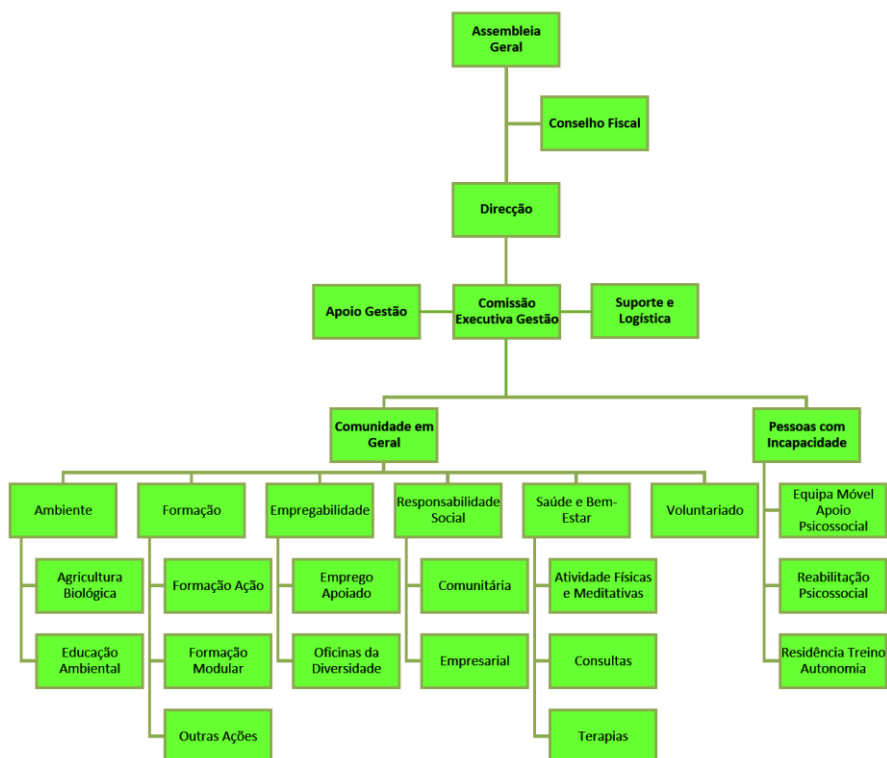 Assembleia
Geral
Conselho Fiscal
Direcção
Apoio Gestão
Comissão
Executiva Gestão
Suporte e
Logística
Comunidade em
Geral
Pessoas com
Incapacidade
Ambiente
Formação
Empregabilidade
Responsabilidade
Social
Saúde e Bem-
Estar
Voluntariado
Equipa Móvel
Apoio
Psicossocial
Agricultura
Biológica
Formação Ação
Emprego
Apoiado
Comunitária
Atividade Físicas
e Meditativas
Reabilitação
Psicossocial
Educação
Ambiental
Formação
Modular
Oficinas da
Diversidade
Empresarial
Consultas
Residência Treino
Autonomia
Outras Ações
Terapias